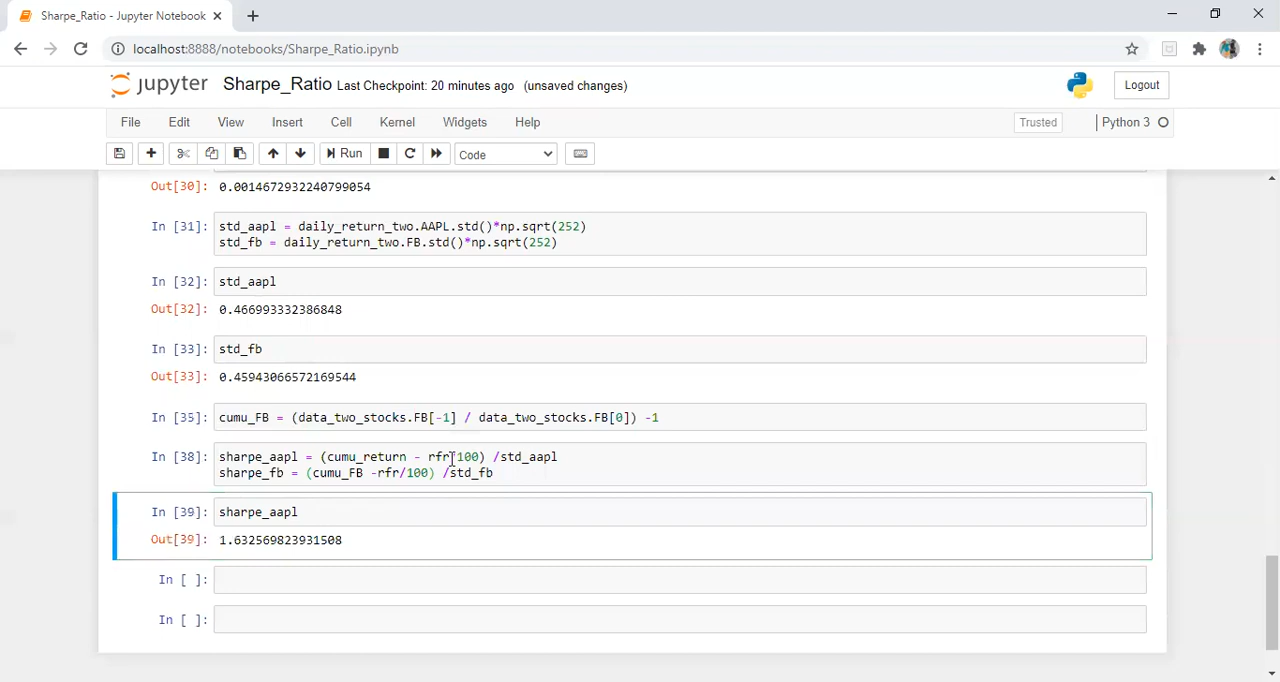 Sharpe_Ratio - Jupyter Notebook
localhost:8888/notebooks/Sharpe_Ratio.ipynb
jupyter Sharpe_Ratio Last Checkpoint: 20 minutes ago (unsaved changes) Logout
File Edit View Insert Cell Kernel Widgets Help Trusted Python 3
Run Code
Out[30]: 0.0014672932240799054
In [31]: std_aapl = daily_return_two.AAPL.std()*np.sqrt(252)
std_fb = daily_return_two.FB.std()*np.sqrt(252)
In [32]: std_aapl
Out[32]: 0.466993332386848
In [33]: std_fb
Out[33]: 0.45943066572169544
In [35]: cumu_FB = (data_two_stocks.FB[-1] / data_two_stocks.FB[0]) -1
In [38]: sharpe_aapl = (cumu_return - rfr/100) /std_aapl
sharpe_fb = (cumu_FB -rfr/100) /std_fb
In [39]: sharpe_aapl
Out[39]: 1.632569823931508
In [ ]:
In [ ]: